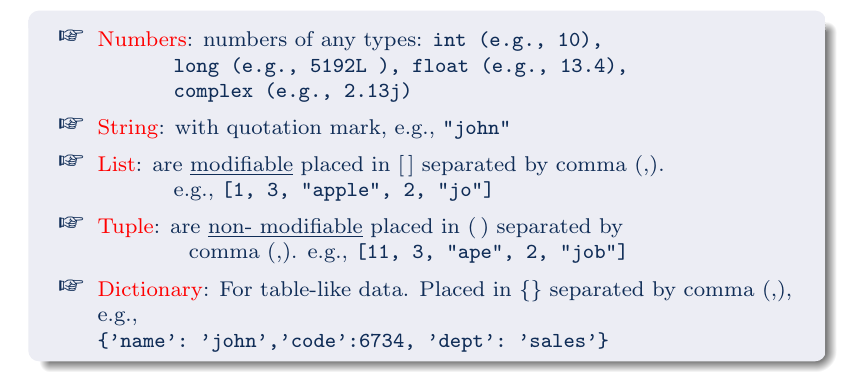 ☞ Numbers: numbers of any types: int (e.g., 10),
long (e.g., 5192L ), float (e.g., 13.4),
complex (e.g., 2.13j)
☞ String: with quotation mark, e.g., "john"
☞ List: are modifiable placed in [ ] separated by comma (,).
e.g., [1, 3, "apple", 2, "jo"]
☞ Tuple: are non- modifiable placed in ( ) separated by
comma (,). e.g., [11, 3, "ape", 2, "job"]
☞ Dictionary: For table-like data. Placed in {} separated by comma (,),
e.g.,
{’name’: ’john’,’code’:6734, ’dept’: ’sales’}